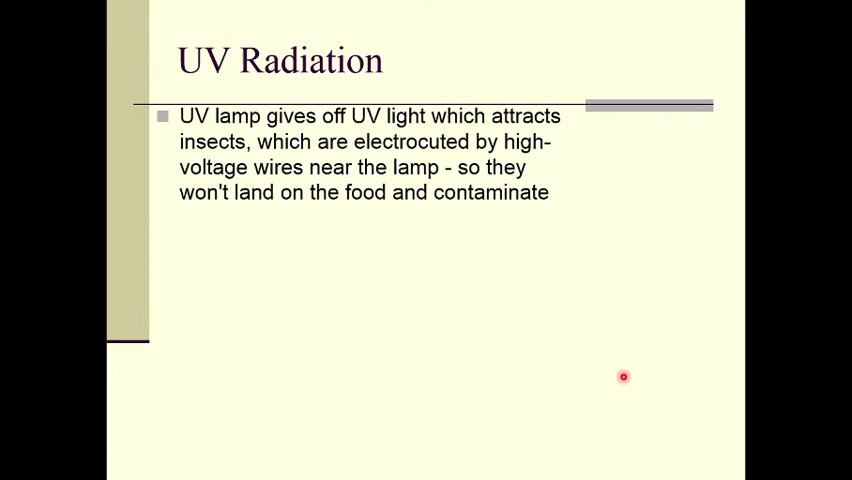 UV Radiation
UV lamp gives off UV light which attracts
insects, which are electrocuted by high-
voltage wires near the lamp - so they
won't land on the food and contaminate